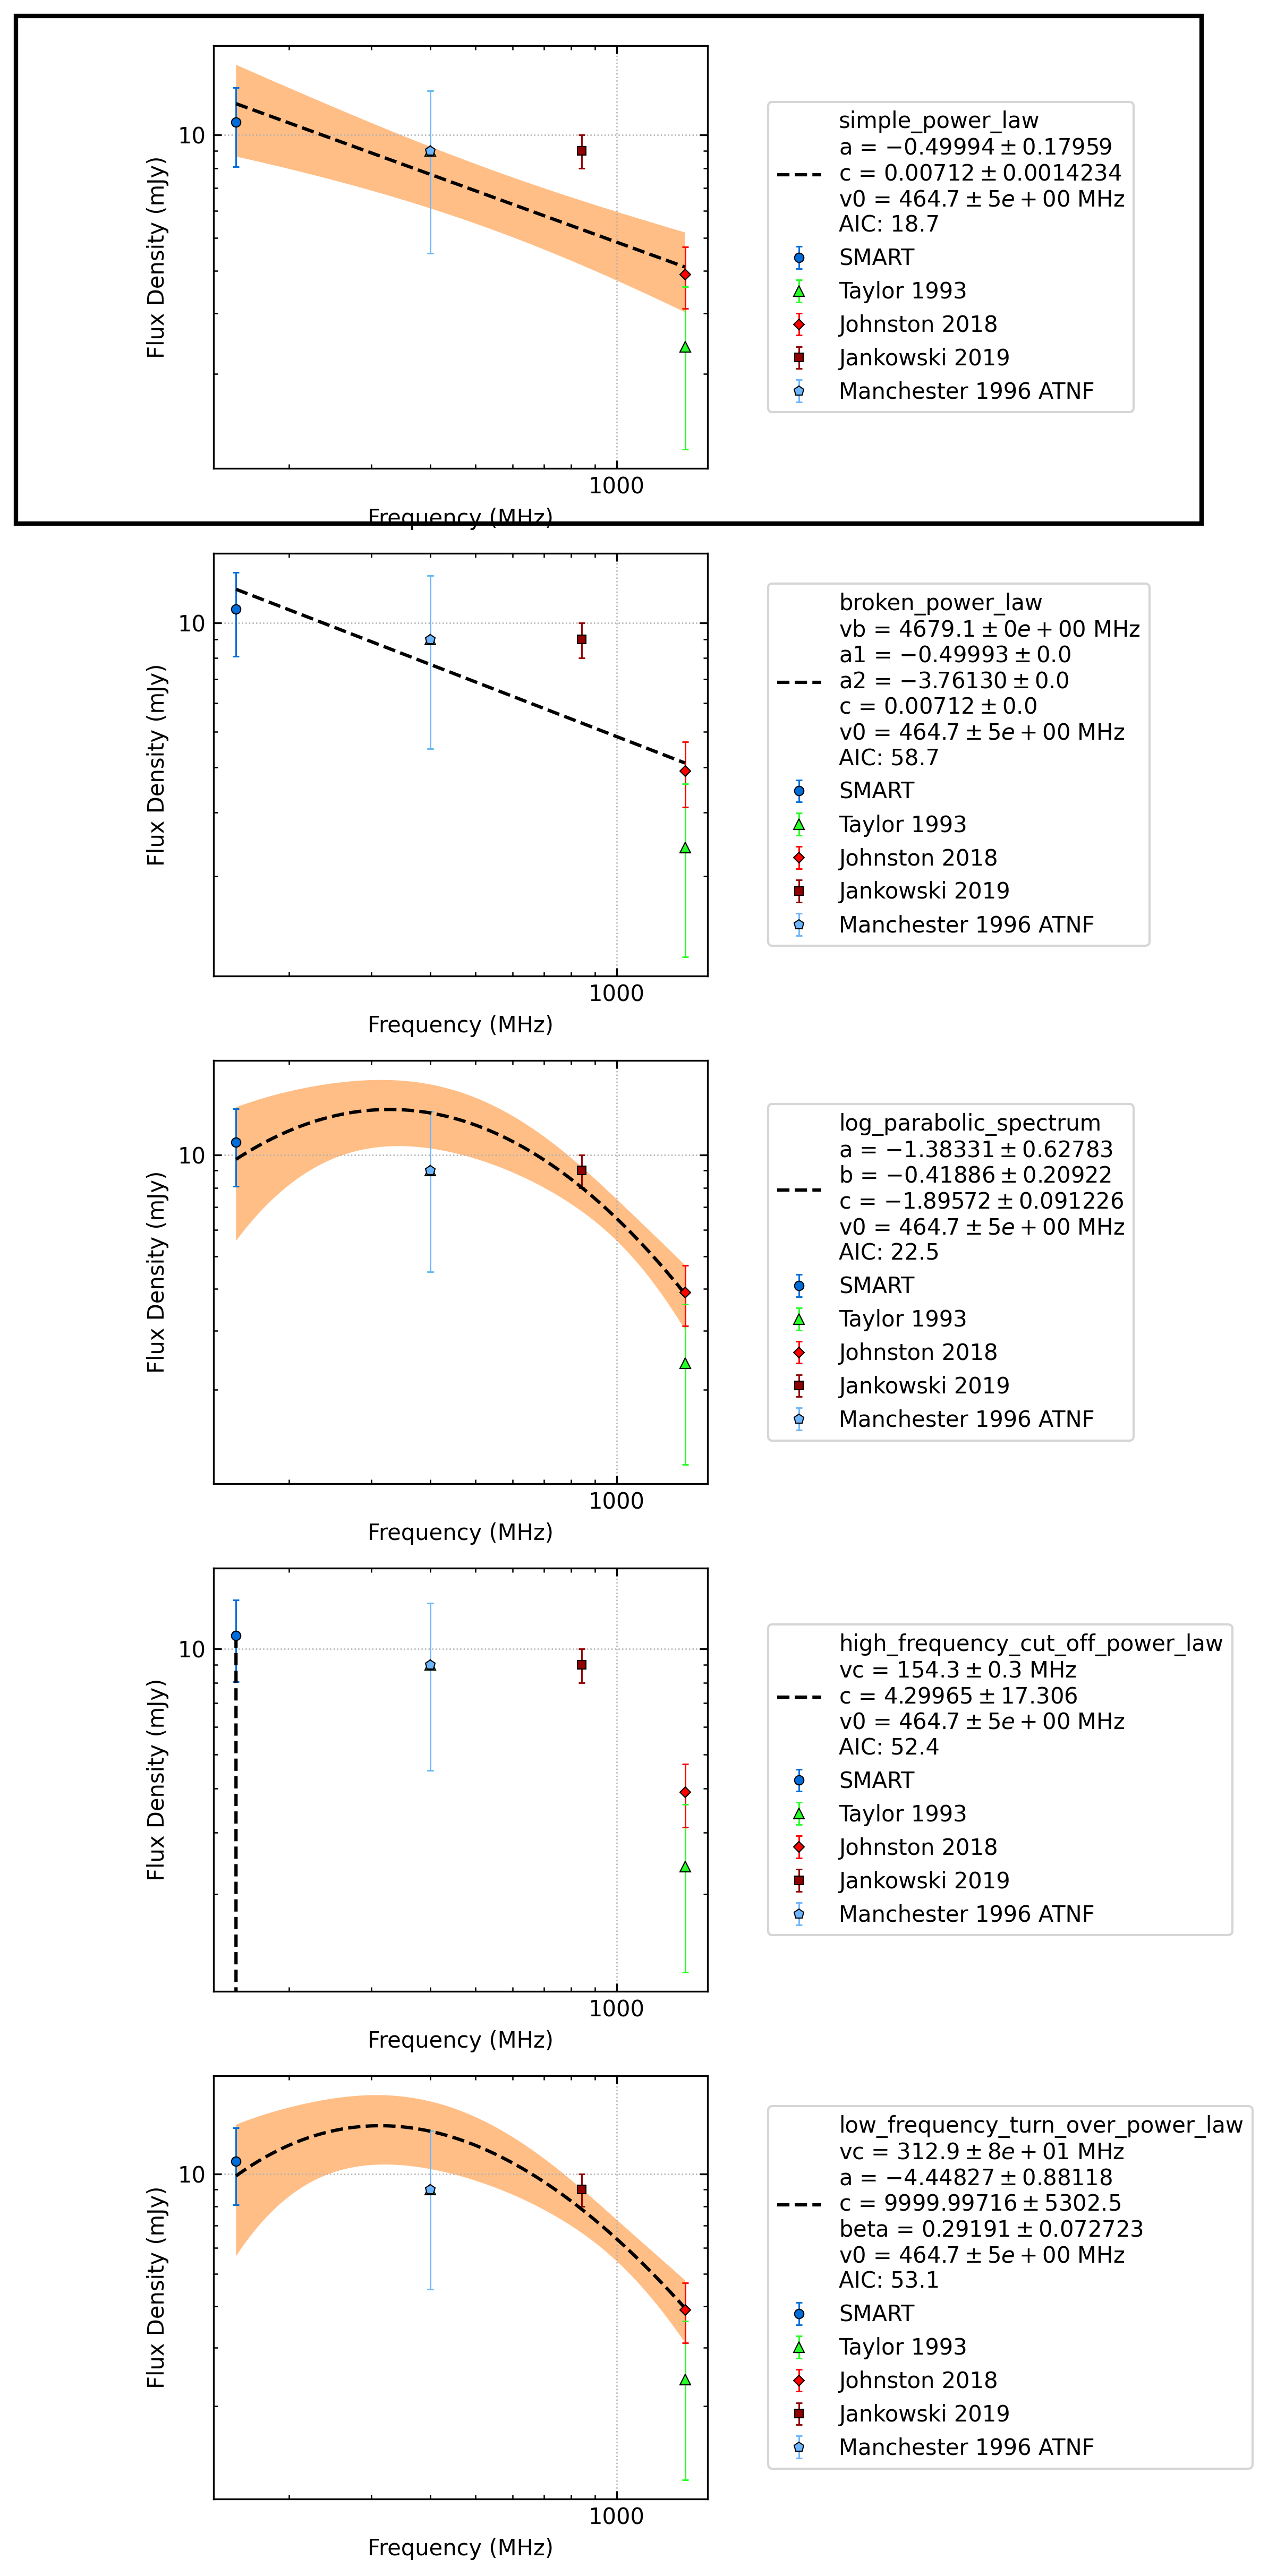 10
Flux Density (mJy)
1000
Frequency (MHz)
simple_power_law
a = −0.49994 ± 0.17959
c = 0.00712 ± 0.0014234
v0 = 464.7 ± 5e + 00 MHz
AIC: 18.7
SMART
Taylor 1993
Johnston 2018
Jankowski 2019
Manchester 1996 ATNF
10
Flux Density (mJy)
1000
Frequency (MHz)
broken_power_law
vb = 4679.1 ± 0e + 00 MHz
a1 = −0.49993 ± 0.0
a2 = −3.76130 ± 0.0
c = 0.00712 ± 0.0
v0 = 464.7 ± 5e + 00 MHz
AIC: 58.7
SMART
Taylor 1993
Johnston 2018
Jankowski 2019
Manchester 1996 ATNF
10
Flux Density (mJy)
1000
Frequency (MHz)
log_parabolic_spectrum
a = −1.38331 ± 0.62783
b = −0.41886 ± 0.20922
c = −1.89572 ± 0.091226
v0 = 464.7 ± 5e + 00 MHz
AIC: 22.5
SMART
Taylor 1993
Johnston 2018
Jankowski 2019
Manchester 1996 ATNF
10
Flux Density (mJy)
1000
Frequency (MHz)
high_frequency_cut_off_power_law
vc = 154.3 ± 0.3 MHz
c = 4.29965 ± 17.306
v0 = 464.7 ± 5e + 00 MHz
AIC: 52.4
SMART
Taylor 1993
Johnston 2018
Jankowski 2019
Manchester 1996 ATNF
10
Flux Density (mJy)
1000
Frequency (MHz)
low_frequency_turn_over_power_law
vc = 312.9 ± 8e + 01 MHz
a = −4.44827 ± 0.88118
c = 9999.99716 ± 5302.5
beta = 0.29191 ± 0.072723
v0 = 464.7 ± 5e + 00 MHz
AIC: 53.1
SMART
Taylor 1993
Johnston 2018
Jankowski 2019
Manchester 1996 ATNF